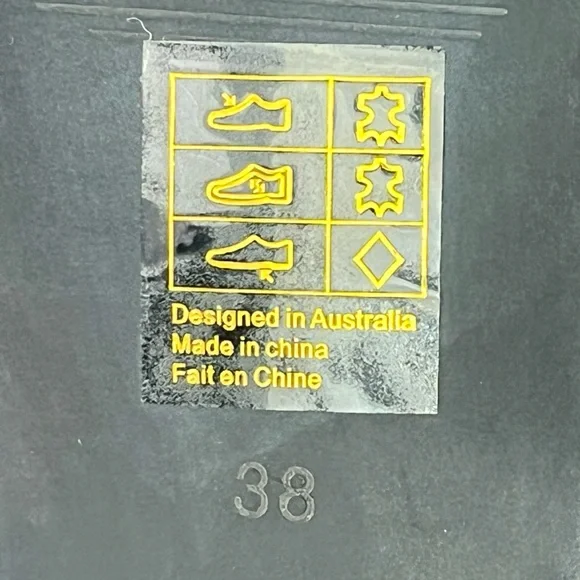 Designed in Australia
Made in china
Fait en Chine
38